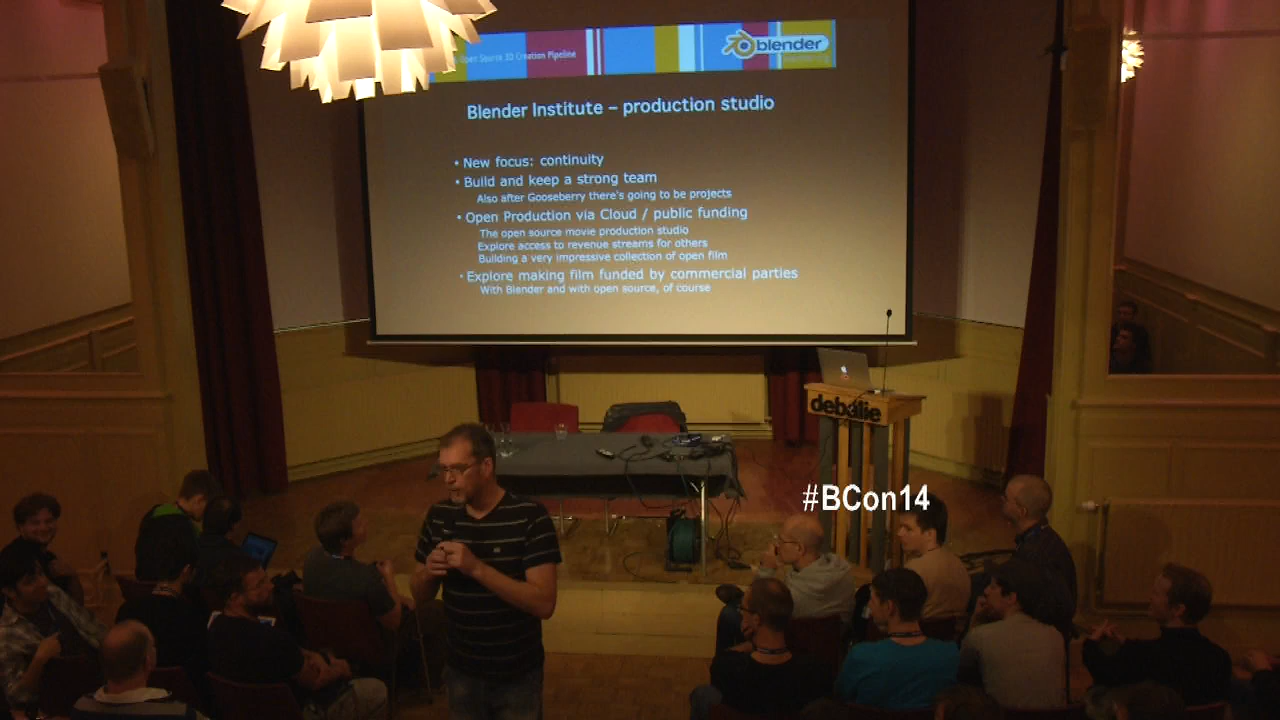 Open Source 3D Creation Pipeline
blender
Blender Institute – production studio
• New focus: continuity
• Build and keep a strong team
Also after Gooseberry there's going to be projects
• Open Production via Cloud / public funding
The open source movie production studio
Explore access to revenue streams for others
Building a very impressive collection of open film
• Explore making film funded by commercial parties
With Blender and with open source, of course
debalie
#BCon14